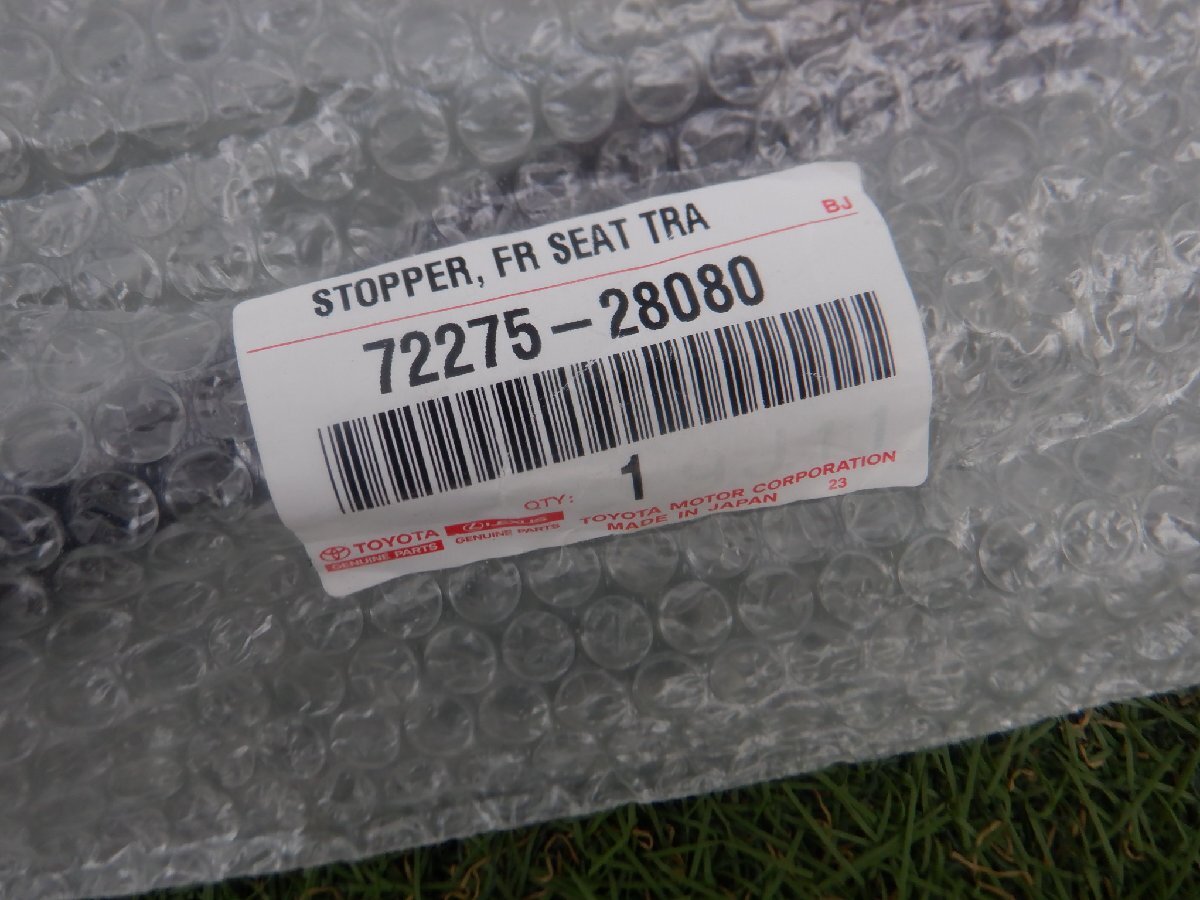 STOPPER, FR SEAT TRA
BJ
72275-28080
QTY: 1
TOYOTA
GENUINE PARTS
LEXUS
GENUINE PARTS
TOYOTA MOTOR CORPORATION
MADE IN JAPAN 23